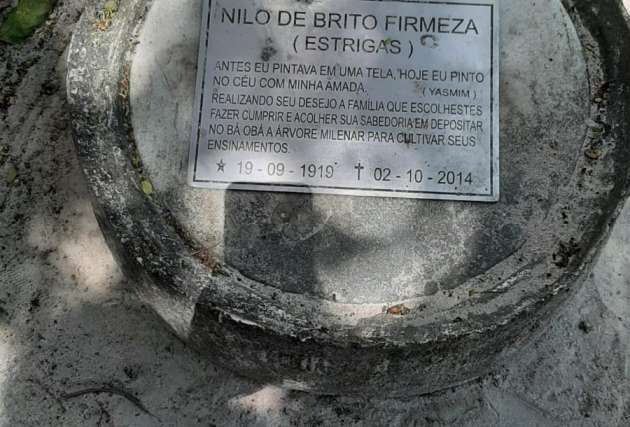 NILO DE BRITO FIRMEZA
( ESTRIGAS )
ANTES EU PINTAVA EM UMA TELA, HOJE EU PINTO
NO CÉU COM MINHA AMADA. ( YASMIM )
REALIZANDO SEU DESEJO A FAMÍLIA QUE ESCOLHESTES
FAZER CUMPRIR E ACOLHER SUA SABEDORIA EM DEPOSITAR
NO BÁ OBÁ A ÁRVORE MILENAR PARA CULTIVAR SEUS
ENSINAMENTOS.
☆ 19 - 09 - 1919 ✝ 02 - 10 - 2014